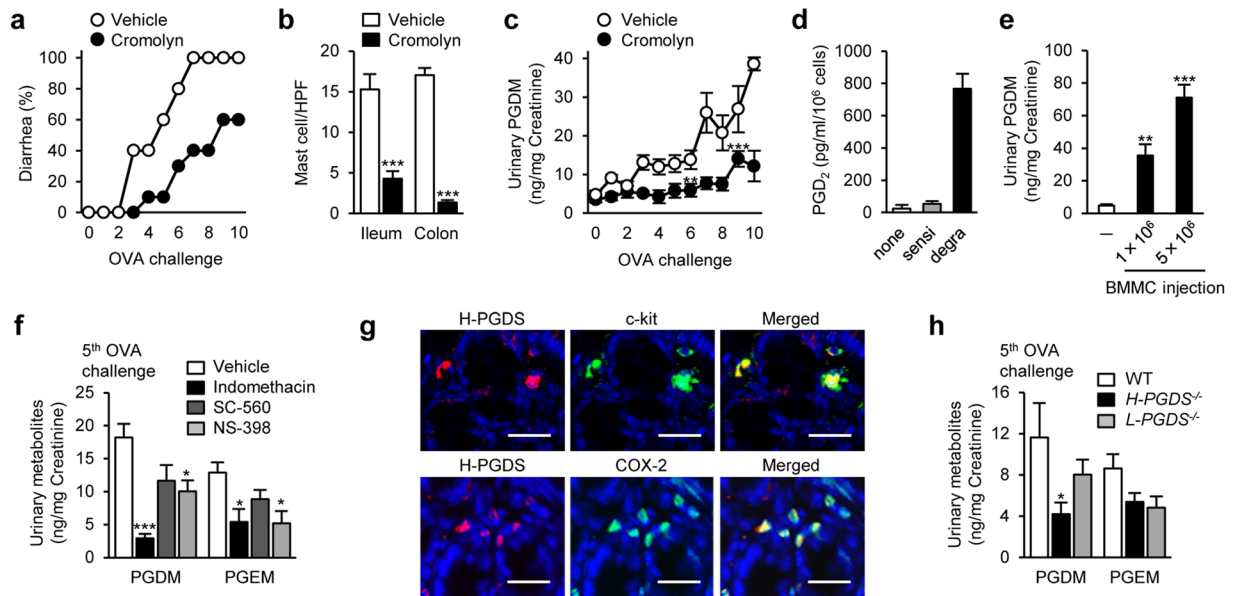 a
Vehicle
Cromolyn
Diarrhea (%)
100
80
60
40
20
0
0 2 4 6 8 10
OVA challenge
b
Vehicle
Cromolyn
Mast cell/HPF
20
15
10
5
0
***
***
Ileum Colon
c
Vehicle
Cromolyn
Urinary PGDM
(ng/mg Creatinine)
40
30
20
10
0
**
***
0 2 4 6 8 10
OVA challenge
d
PGD₂ (pg/ml/10⁶ cells)
1000
800
600
400
200
0
none
sensi
degra
e
Urinary PGDM
(ng/mg Creatinine)
100
80
60
40
20
0
**
***
–
1 × 10⁶
5 × 10⁶
BMMC injection
f
5th OVA
challenge
Vehicle
Indomethacin
SC-560
NS-398
Urinary metabolites
(ng/mg Creatinine)
25
20
15
10
5
0
***
*
*
*
PGDM PGEM
g
H-PGDS c-kit Merged
H-PGDS COX-2 Merged
h
5th OVA
challenge
WT
H-PGDS-/-
L-PGDS-/-
Urinary metabolites
(ng/mg Creatinine)
16
12
8
4
0
*
PGDM PGEM